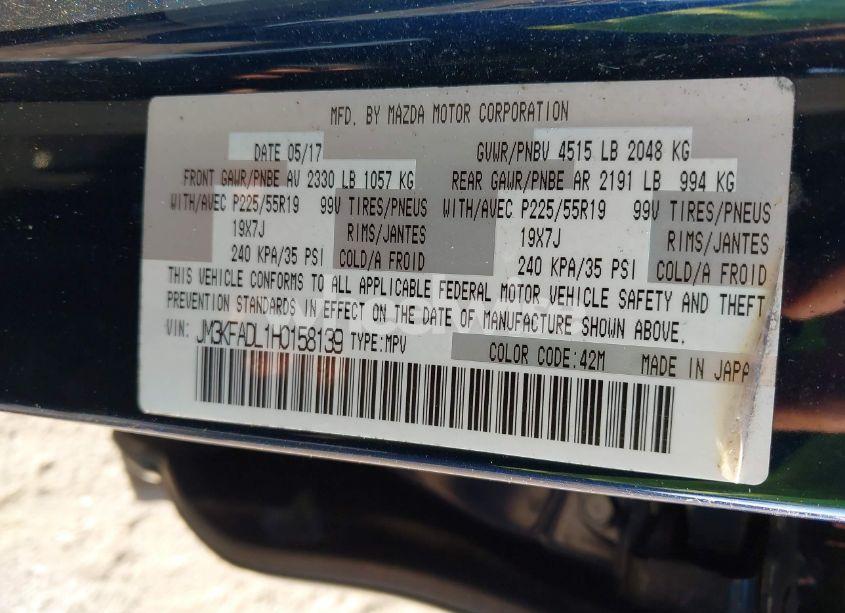 MFD. BY MAZDA MOTOR CORPORATION
DATE 05/17 GVWR/PNBV 4515 LB 2048 KG
FRONT GAWR/PNBE AV 2330 LB 1057 KG REAR GAWR/PNBE AR 2191 LB 994 KG
WITH/AVEC P225/55R19 99V TIRES/PNEUS WITH/AVEC P225/55R19 99V TIRES/PNEUS
19X7J RIMS/JANTES 19X7J RIMS/JANTES
240 KPA/35 PSI COLD/A FROID 240 KPA/35 PSI COLD/A FROID
THIS VEHICLE CONFORMS TO ALL APPLICABLE FEDERAL MOTOR VEHICLE SAFETY AND THEFT
PREVENTION STANDARDS IN EFFECT ON THE DATE OF MANUFACTURE SHOWN ABOVE.
VIN: JM3KFADL1H0158139 TYPE:MPV
COLOR CODE:42M MADE IN JAPAN